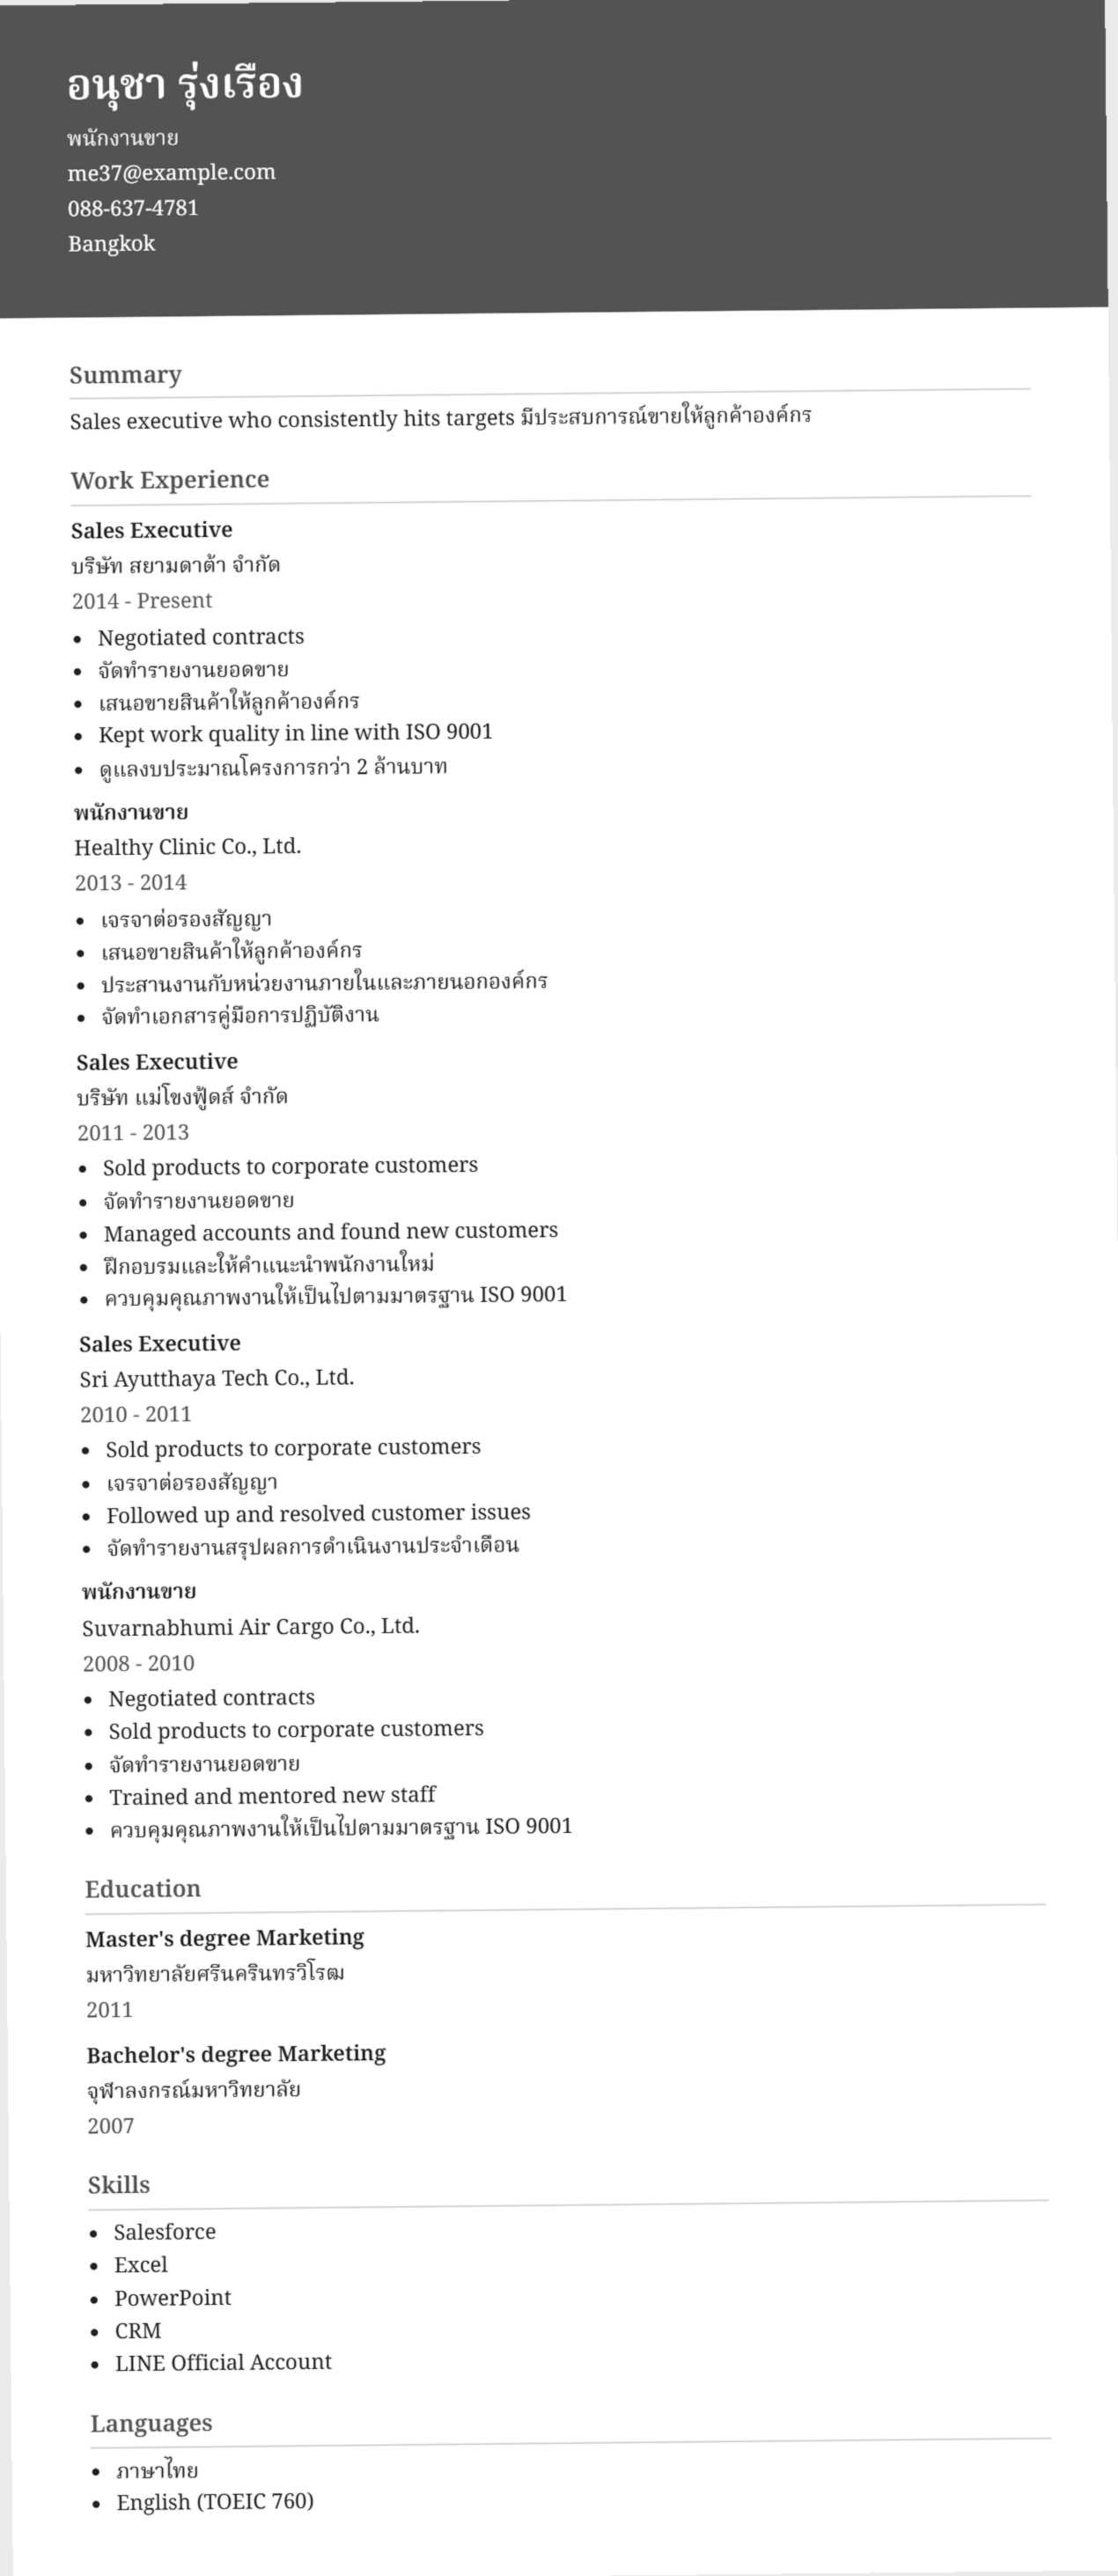 อนุชา รุ่งเรือง
พนักงานขาย
me37@example.com
088-637-4781
Bangkok
Summary
Sales executive who consistently hits targets มีประสบการณ์ขายให้ลูกค้าองค์กร
Work Experience
Sales Executive
บริษัท สยามดาต้า จำกัด
2014 - Present
• Negotiated contracts
• จัดทำรายงานยอดขาย
• เสนอขายสินค้าให้ลูกค้าองค์กร
• Kept work quality in line with ISO 9001
• ดูแลงบประมาณโครงการกว่า 2 ล้านบาท
พนักงานขาย
Healthy Clinic Co., Ltd.
2013 - 2014
• เจรจาต่อรองสัญญา
• เสนอขายสินค้าให้ลูกค้าองค์กร
• ประสานงานกับหน่วยงานภายในและภายนอกองค์กร
• จัดทำเอกสารคู่มือการปฏิบัติงาน
Sales Executive
บริษัท แม่โขงฟู้ดส์ จำกัด
2011 - 2013
• Sold products to corporate customers
• จัดทำรายงานยอดขาย
• Managed accounts and found new customers
• ฝึกอบรมและให้คำแนะนำพนักงานใหม่
• ควบคุมคุณภาพงานให้เป็นไปตามมาตรฐาน ISO 9001
Sales Executive
Sri Ayutthaya Tech Co., Ltd.
2010 - 2011
• Sold products to corporate customers
• เจรจาต่อรองสัญญา
• Followed up and resolved customer issues
• จัดทำรายงานสรุปผลการดำเนินงานประจำเดือน
พนักงานขาย
Suvarnabhumi Air Cargo Co., Ltd.
2008 - 2010
• Negotiated contracts
• Sold products to corporate customers
• จัดทำรายงานยอดขาย
• Trained and mentored new staff
• ควบคุมคุณภาพงานให้เป็นไปตามมาตรฐาน ISO 9001
Education
Master's degree Marketing
มหาวิทยาลัยศรีนครินทรวิโรฒ
2011
Bachelor's degree Marketing
จุฬาลงกรณ์มหาวิทยาลัย
2007
Skills
• Salesforce
• Excel
• PowerPoint
• CRM
• LINE Official Account
Languages
• ภาษาไทย
• English (TOEIC 760)